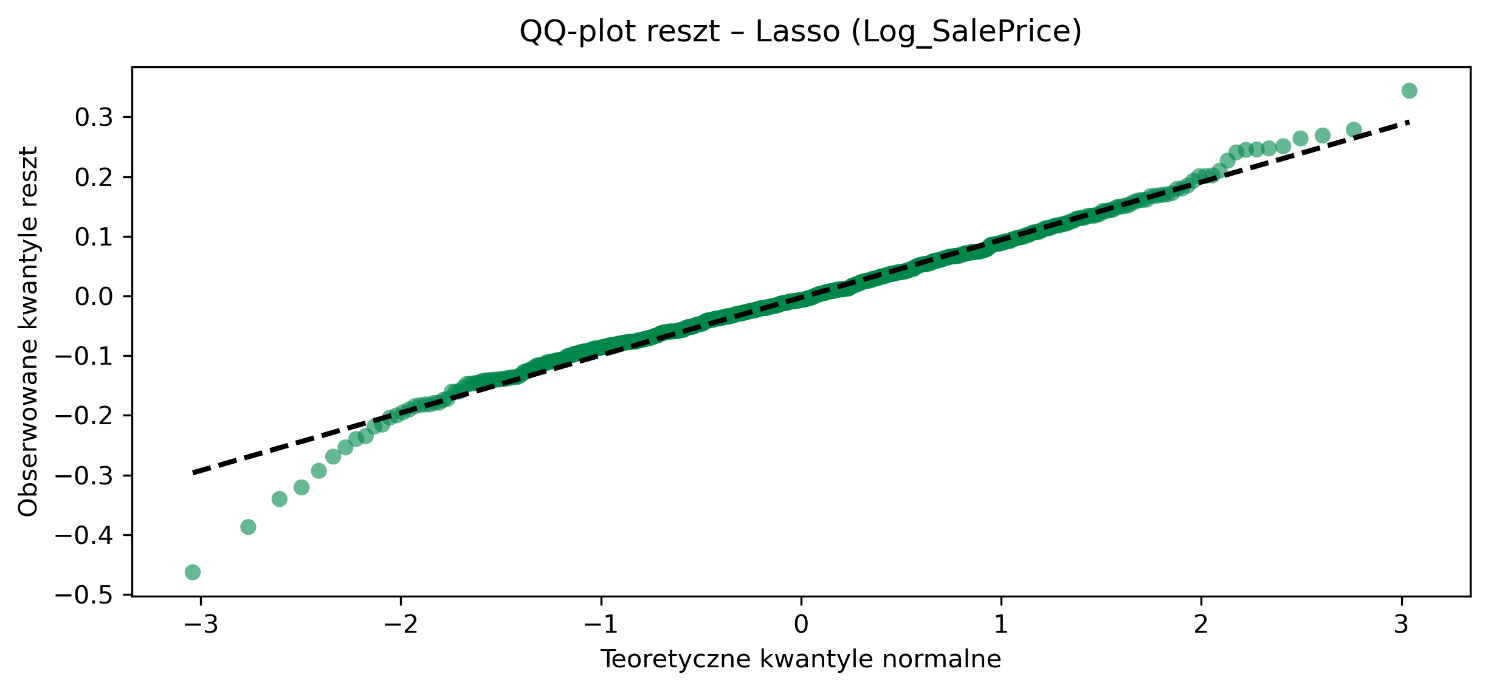 QQ-plot reszt – Lasso (Log_SalePrice)
Obserwowane kwantyle reszt
0.3
0.2
0.1
0.0
−0.1
−0.2
−0.3
−0.4
−0.5
−3 −2 −1 0 1 2 3
Teoretyczne kwantyle normalne